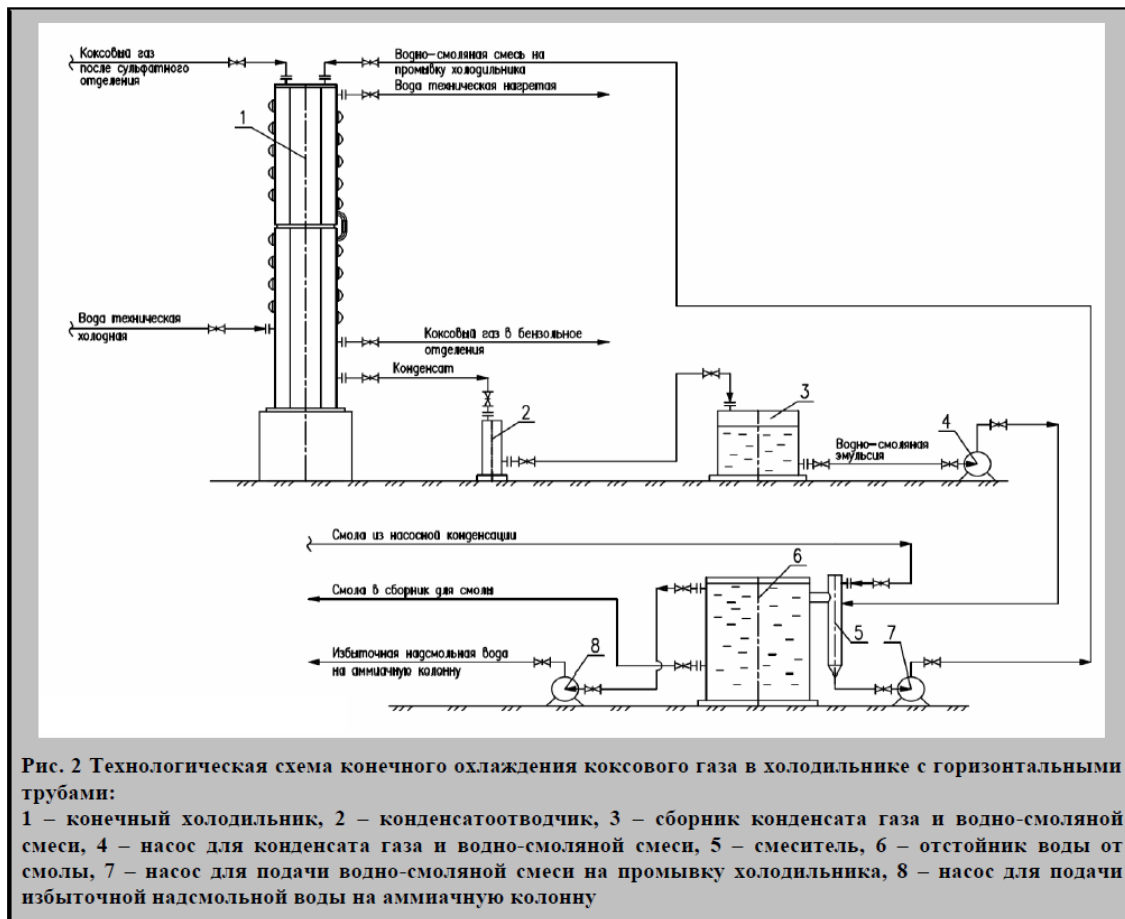 Коксовый газ
после сульфатного
отделения
Водно-смоляная смесь на
промывку холодильника
Вода техническая нагретая
1
Вода техническая
холодная
Коксовый газ в бензольное
отделения
Конденсат
2
3
Водно-смоляная
эмульсия
4
Смола из насосной конденсации
6
Смола в сборник для смолы
5
7
Избыточная надсмольная вода
на аммиачную колонну
8
Рис. 2 Технологическая схема конечного охлаждения коксового газа в холодильнике с горизонтальными
трубами:
1 – конечный холодильник, 2 – конденсатоотводчик, 3 – сборник конденсата газа и водно-смоляной
смеси, 4 – насос для конденсата газа и водно-смоляной смеси, 5 – смеситель, 6 – отстойник воды от
смолы, 7 – насос для подачи водно-смоляной смеси на промывку холодильника, 8 – насос для подачи
избыточной надсмольной воды на аммиачную колонну